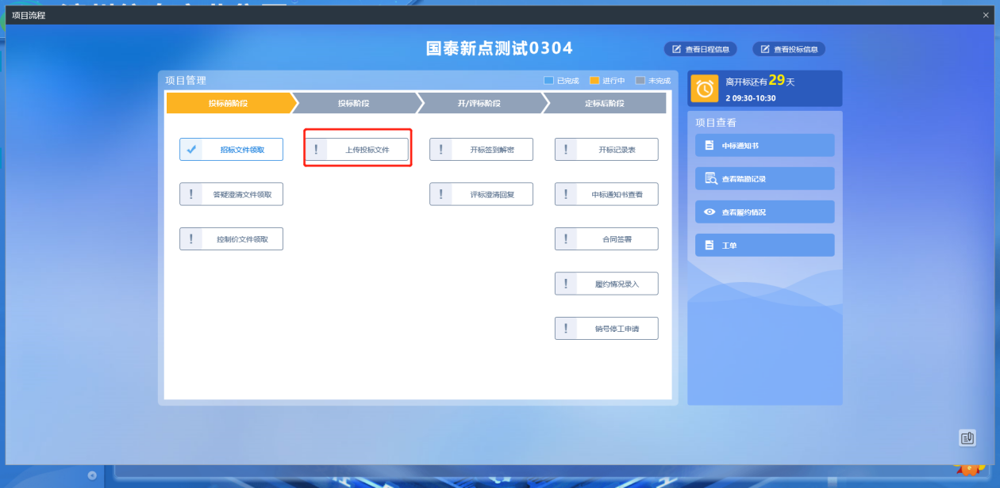 项目流程
国泰新点测试0304
查看日程信息
查看投标信息
项目管理
已完成
进行中
未完成
投标前阶段
投标阶段
开/评标阶段
定标后阶段
招标文件领取
上传投标文件
开标签到解密
开标记录表
答疑澄清文件领取
评标澄清回复
中标通知书查看
控制价文件领取
合同签署
履约情况录入
销号停工申请
离开标还有29天
2 09:30-10:30
项目查看
中标通知书
查看踏勘记录
查看履约情况
工单